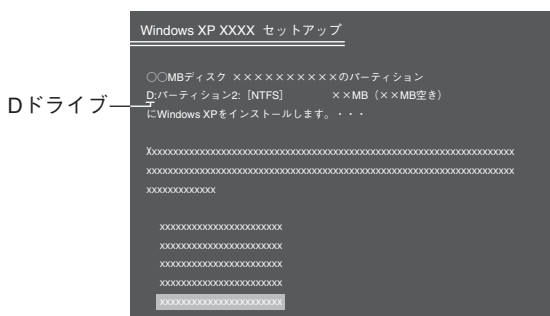 Windows XP XXXX セットアップ
○○MBディスク ××××××××××のパーティション
Dドライブ
D:パーティション2: [NTFS] ××MB（××MB空き）
にWindows XPをインストールします。・・・
Xxxxxxxxxxxxxxxxxxxxxxxxxxxxxxxxxxxxxxxxxxxxxxxxxxxxxxxxxxxxxxxxxxxxx
xxxxxxxxxxxxxxxxxxxxxxxxxxxxxxxxxxxxxxxxxxxxxxxxxxxxxxxxxxxxxxxxxxxxxx
xxxxxxxxxxxxx
xxxxxxxxxxxxxxxxxxxxxxx
xxxxxxxxxxxxxxxxxxxxxxx
xxxxxxxxxxxxxxxxxxxxxxx
xxxxxxxxxxxxxxxxxxxxxxx
xxxxxxxxxxxxxxxxxxxxxxx